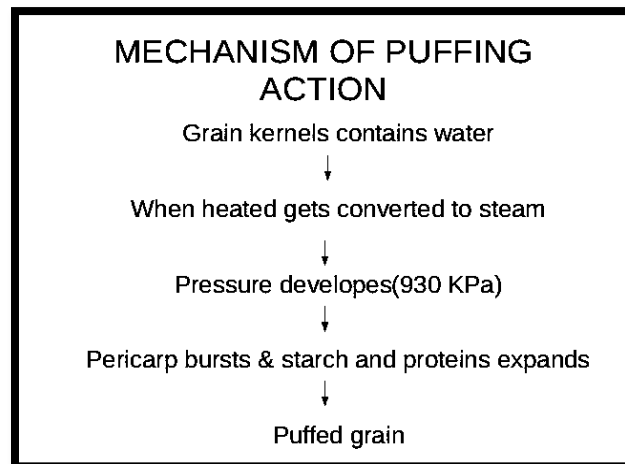 MECHANISM OF PUFFING
ACTION
Grain kernels contains water
When heated gets converted to steam
Pressure developes(930 KPa)
Pericarp bursts & starch and proteins expands
Puffed grain